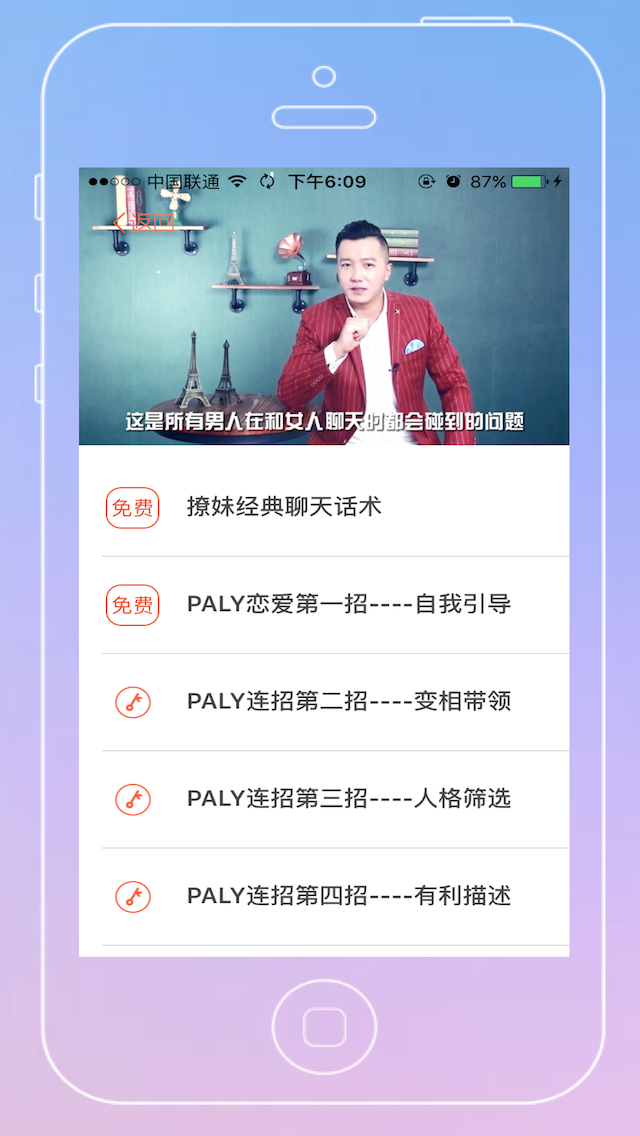 中国联通 下午6:09 87%
返回
这是所有男人在和女人聊天时都会碰到的问题
免费 撩妹经典聊天话术
免费 PALY恋爱第一招----自我引导
PALY连招第二招----变相带领
PALY连招第三招----人格筛选
PALY连招第四招----有利描述